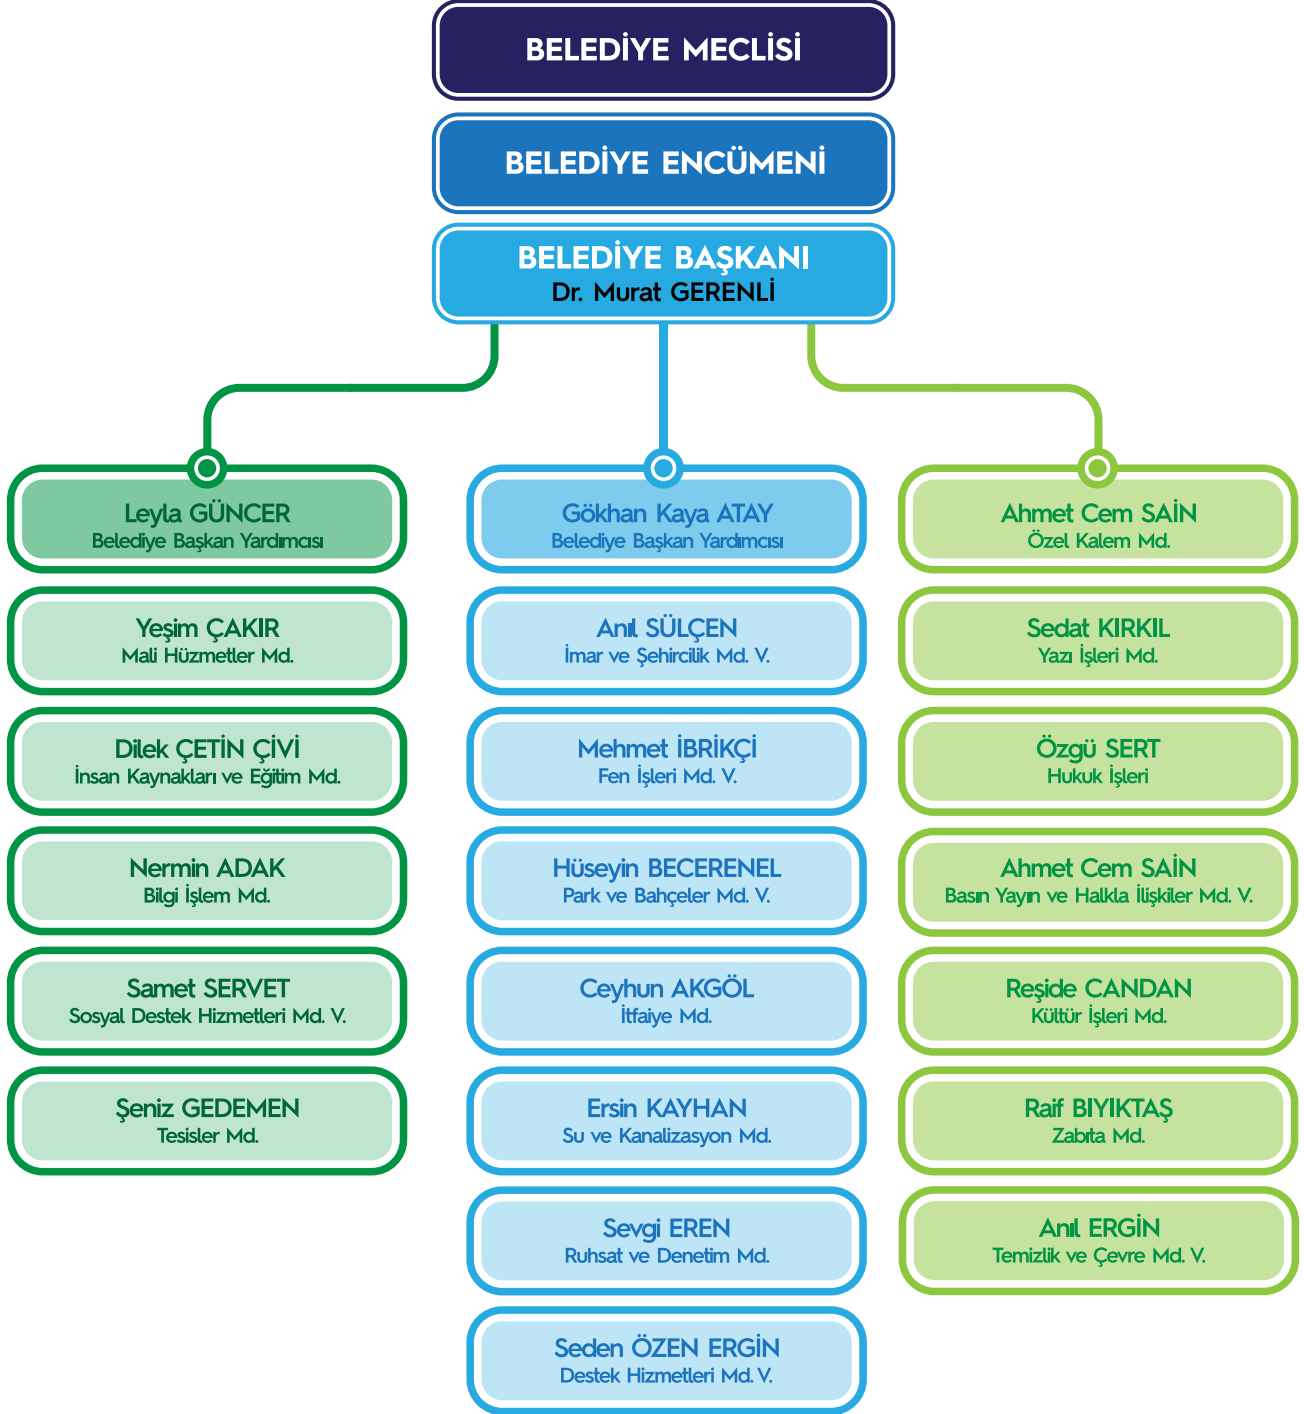 BELEDİYE MECLİSİ
BELEDİYE ENCÜMENİ
BELEDİYE BAŞKANI
Dr. Murat GERENLİ
Leyla GÜNCER
Belediye Başkan Yardımcısı
Yeşim ÇAKIR
Mali Hüzmetler Md.
Dilek ÇETİN ÇİVİ
İnsan Kaynakları ve Eğitim Md.
Nermin ADAK
Bilgi İşlem Md.
Samet SERVET
Sosyal Destek Hizmetleri Md. V.
Şeniz GEDEMEN
Tesisler Md.
Gökhan Kaya ATAY
Belediye Başkan Yardımcısı
Anıl SÜLÇEN
İmar ve Şehircilik Md. V.
Mehmet İBRİKÇİ
Fen İşleri Md. V.
Hüseyin BECERENEL
Park ve Bahçeler Md. V.
Ceyhun AKGÖL
İtfaiye Md.
Ersin KAYHAN
Su ve Kanalizasyon Md.
Sevgi EREN
Ruhsat ve Denetim Md.
Seden ÖZEN ERGİN
Destek Hizmetleri Md. V.
Ahmet Cem SAİN
Özel Kalem Md.
Sedat KIRKIL
Yazı İşleri Md.
Özgü SERT
Hukuk İşleri
Ahmet Cem SAİN
Basın Yayın ve Halkla İlişkiler Md. V.
Reşide CANDAN
Kültür İşleri Md.
Raif BIYIKTAŞ
Zabıta Md.
Anıl ERGİN
Temizlik ve Çevre Md. V.